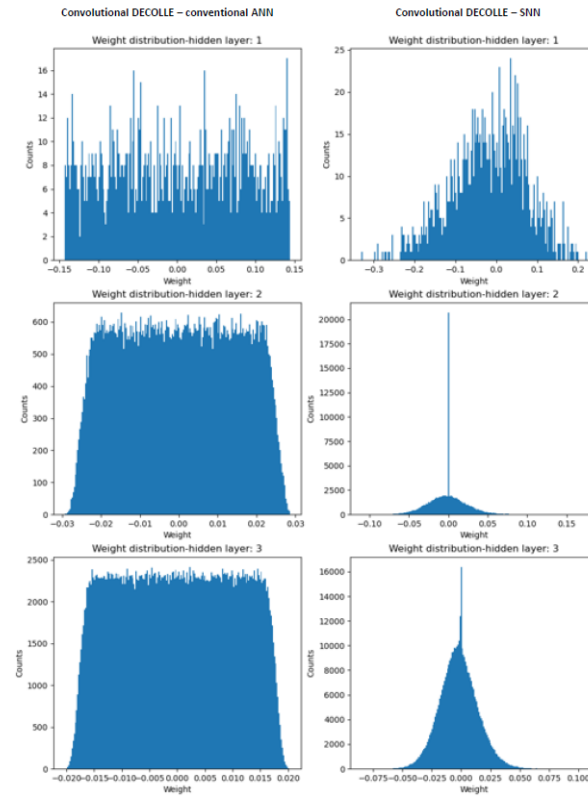 Convolutional DECOLLE – conventional ANN
Convolutional DECOLLE – SNN
Weight distribution-hidden layer: 1
Counts
16
14
12
10
8
6
4
2
0
−0.15 −0.10 −0.05 0.00 0.05 0.10 0.15
Weight
Weight distribution-hidden layer: 1
Counts
25
20
15
10
5
0
−0.3 −0.2 −0.1 0.0 0.1 0.2
Weight
Weight distribution-hidden layer: 2
Counts
600
500
400
300
200
100
0
−0.03 −0.02 −0.01 0.00 0.01 0.02 0.03
Weight
Weight distribution-hidden layer: 2
Counts
20000
17500
15000
12500
10000
7500
5000
2500
0
−0.10 −0.05 0.00 0.05 0.10 0.15
Weight
Weight distribution-hidden layer: 3
Counts
2500
2000
1500
1000
500
0
−0.020 −0.015 −0.010 −0.005 0.000 0.005 0.010 0.015 0.020
Weight
Weight distribution-hidden layer: 3
Counts
16000
14000
12000
10000
8000
6000
4000
2000
0
−0.075 −0.050 −0.025 0.000 0.025 0.050 0.075 0.100
Weight